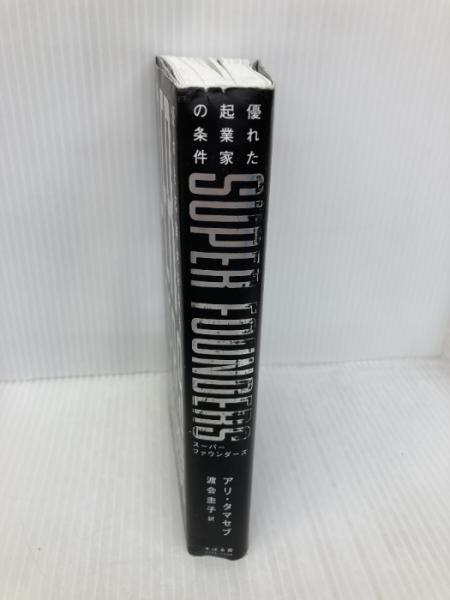 優れた
起業家
の条件
SUPER FOUNDERS
スーパー
ファウンダーズ
アリ・タマセブ
渡会圭子 訳